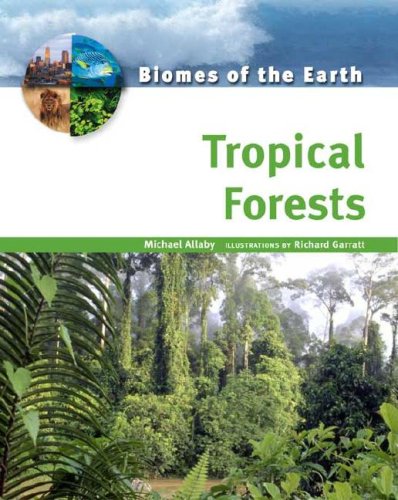 Biomes of the Earth
Tropical
Forests
Michael Allaby ILLUSTRATIONS BY Richard Garratt